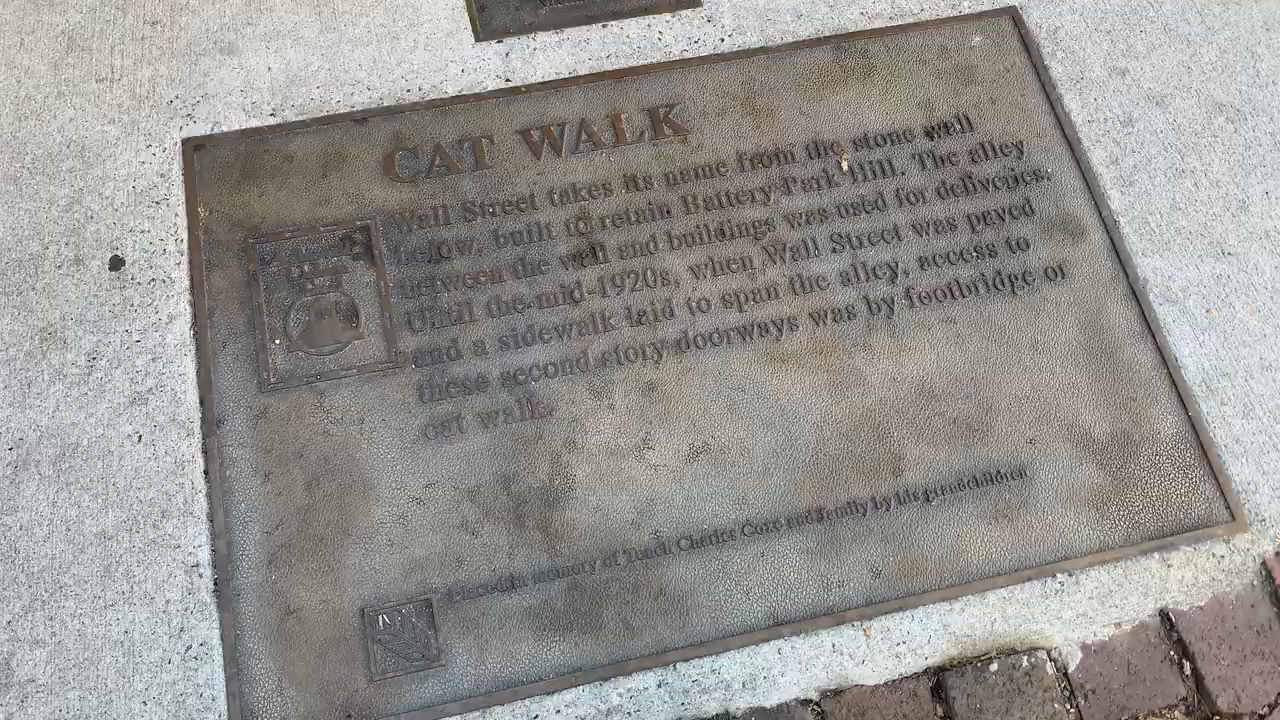 CAT WALK
Wall Street takes its name from the stone wall
below, built to retain Battery Park Hill. The alley
between the wall and buildings was used for deliveries.
Until the mid-1920s, when Wall Street was paved
and a sidewalk laid to span the alley, access to
these second story doorways was by footbridge or
cat walk.
Placed in memory of Tench Charles Coxe and family by his grandchildren